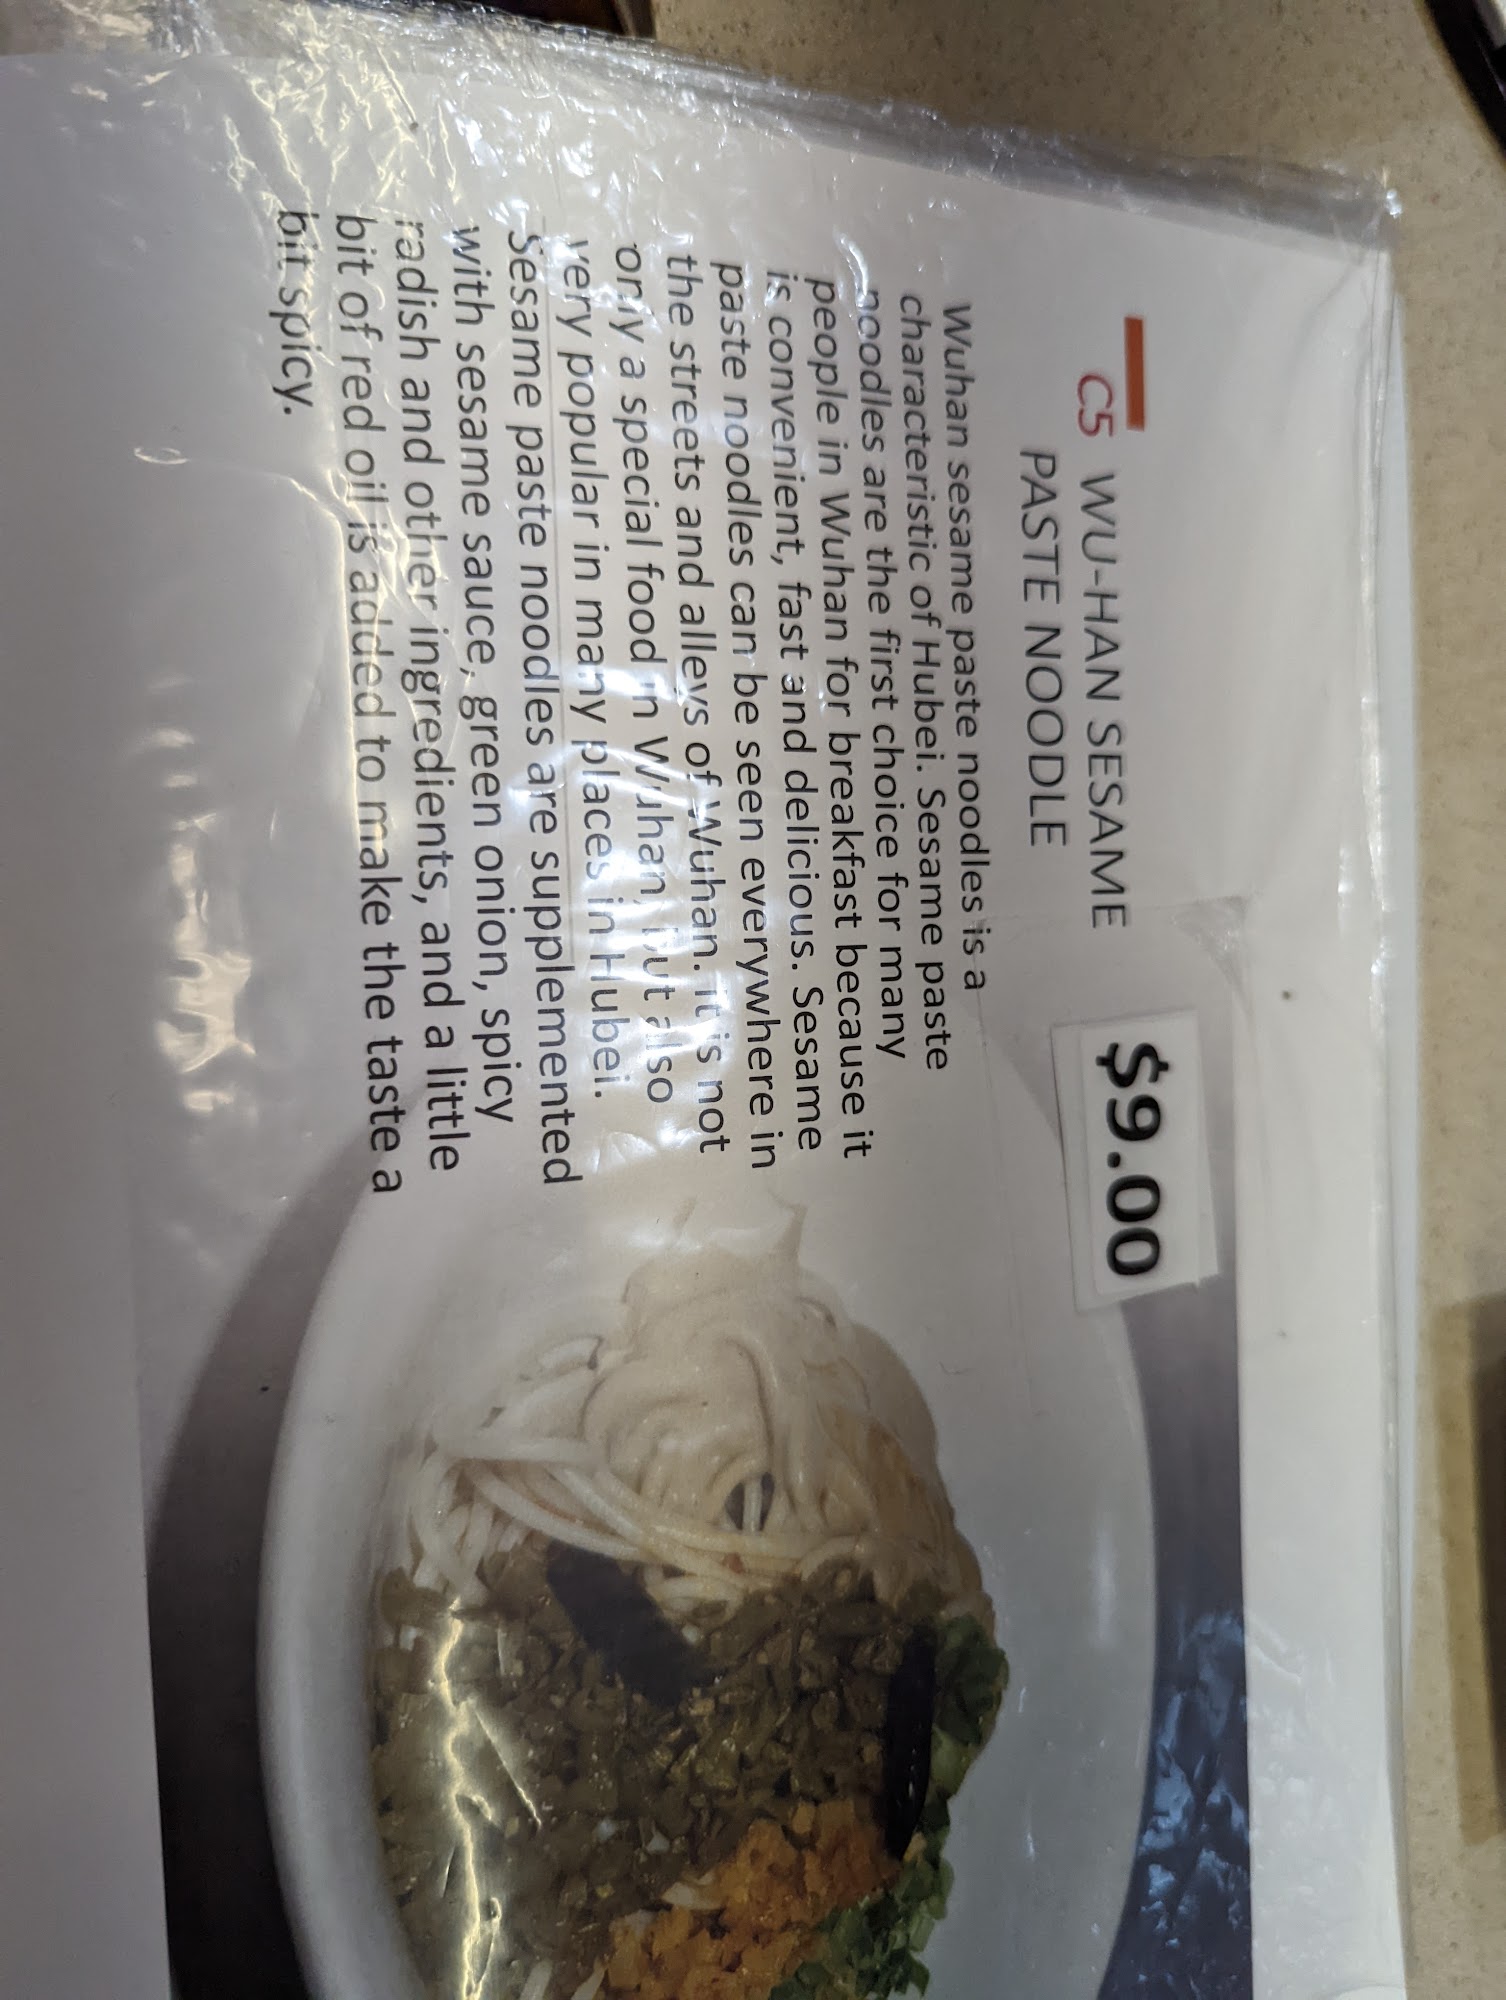 C5 WU-HAN SESAME
PASTE NOODLE
$9.00
Wuhan sesame paste noodles is a
characteristic of Hubei. Sesame paste
noodles are the first choice for many
people in Wuhan for breakfast because it
is convenient, fast and delicious. Sesame
paste noodles can be seen everywhere in
the streets and alleys of Wuhan. It is not
only a special food in Wuhan, but also
very popular in many places in Hubei.
Sesame paste noodles are supplemented
with sesame sauce, green onion, spicy
radish and other ingredients, and a little
bit of red oil is added to make the taste a
bit spicy.